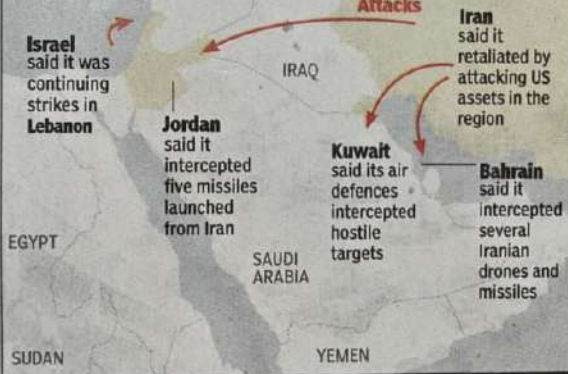 Attacks
Israel
said it was
continuing
strikes in
Lebanon
IRAQ
Iran
said it
retaliated by
attacking US
assets in the
region
Jordan
said it
intercepted
five missiles
launched
from Iran
Kuwait
said its air
defences
intercepted
hostile
targets
Bahrain
said it
intercepted
several
Iranian
drones and
missiles
EGYPT
SAUDI
ARABIA
SUDAN
YEMEN